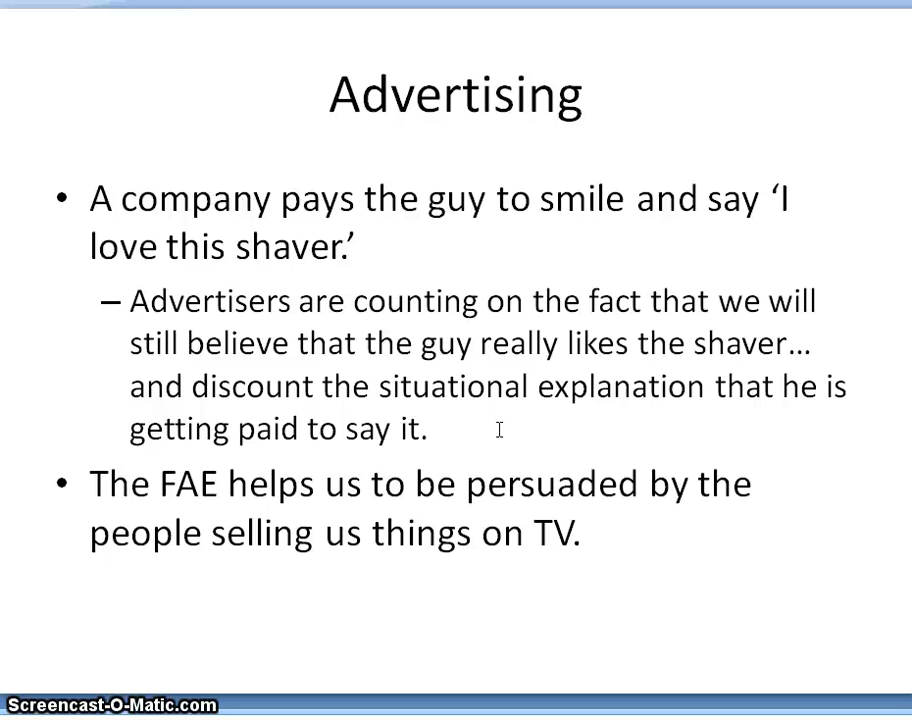 Advertising
• A company pays the guy to smile and say ‘I
love this shaver.’
– Advertisers are counting on the fact that we will
still believe that the guy really likes the shaver…
and discount the situational explanation that he is
getting paid to say it.
• The FAE helps us to be persuaded by the
people selling us things on TV.
Screencast-O-Matic.com